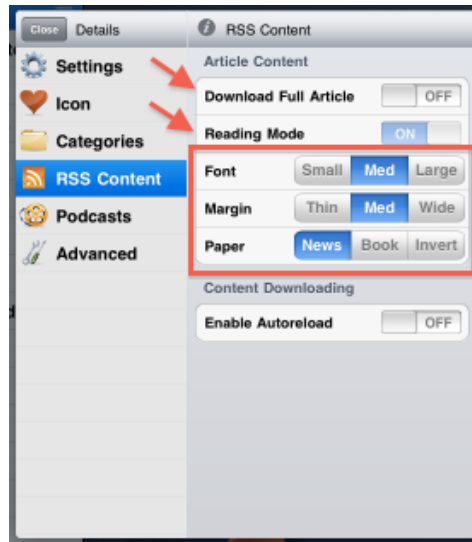 Close Details
Settings
Icon
Categories
RSS Content
Podcasts
Advanced
RSS Content
Article Content
Download Full Article OFF
Reading Mode ON
Font Small Med Large
Margin Thin Med Wide
Paper News Book Invert
Content Downloading
Enable Autoreload OFF